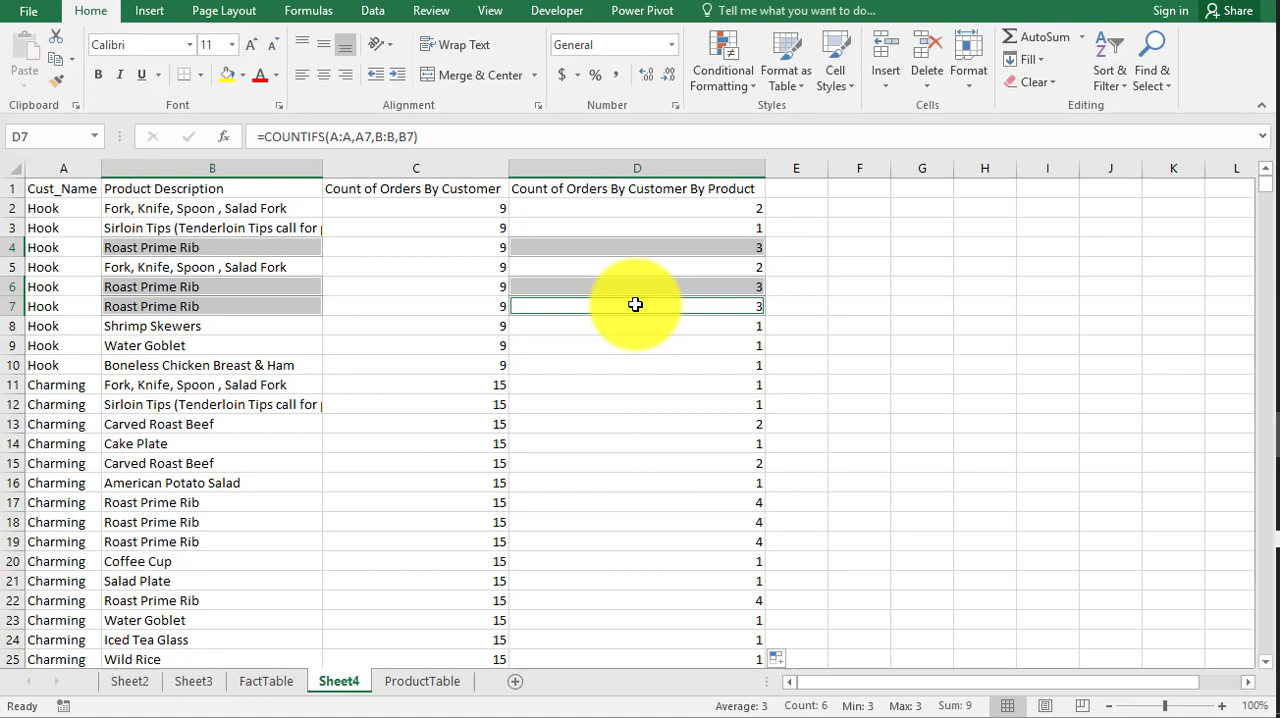 File Home Insert Page Layout Formulas Data Review View Developer Power Pivot Tell me what you want to do... Sign in Share
Paste Calibri 11 A A Wrap Text General Conditional Formatting Format as Table Cell Styles Insert Delete Format AutoSum Fill Clear Sort & Filter Find & Select
B I U A Merge & Center $ % ,
Clipboard Font Alignment Number Styles Cells Editing
D7 fx =COUNTIFS(A:A,A7,B:B,B7)
A B C D E F G H I J K L
1 Cust_Name Product Description Count of Orders By Customer Count of Orders By Customer By Product
2 Hook Fork, Knife, Spoon , Salad Fork 9 2
3 Hook Sirloin Tips (Tenderloin Tips call for p 9 1
4 Hook Roast Prime Rib 9 3
5 Hook Fork, Knife, Spoon , Salad Fork 9 2
6 Hook Roast Prime Rib 9 3
7 Hook Roast Prime Rib 9 3
8 Hook Shrimp Skewers 9 1
9 Hook Water Goblet 9 1
10 Hook Boneless Chicken Breast & Ham 9 1
11 Charming Fork, Knife, Spoon , Salad Fork 15 1
12 Charming Sirloin Tips (Tenderloin Tips call for p 15 1
13 Charming Carved Roast Beef 15 2
14 Charming Cake Plate 15 1
15 Charming Carved Roast Beef 15 2
16 Charming American Potato Salad 15 1
17 Charming Roast Prime Rib 15 4
18 Charming Roast Prime Rib 15 4
19 Charming Roast Prime Rib 15 4
20 Charming Coffee Cup 15 1
21 Charming Salad Plate 15 1
22 Charming Roast Prime Rib 15 4
23 Charming Water Goblet 15 1
24 Charming Iced Tea Glass 15 1
25 Charming Wild Rice 15 1
Sheet2 Sheet3 FactTable Sheet4 ProductTable
Ready Average: 3 Count: 6 Min: 3 Max: 3 Sum: 9 100%